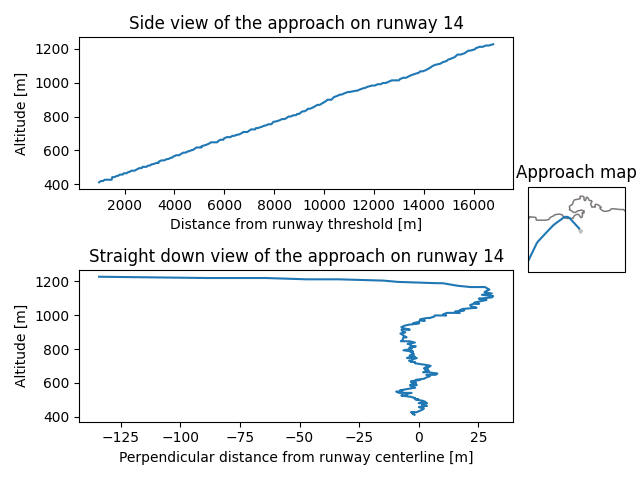 Side view of the approach on runway 14
1200
1000
800
600
400
Altitude [m]
2000 4000 6000 8000 10000 12000 14000 16000
Distance from runway threshold [m]
Approach map
Straight down view of the approach on runway 14
1200
1000
800
600
400
Altitude [m]
−125 −100 −75 −50 −25 0 25
Perpendicular distance from runway centerline [m]